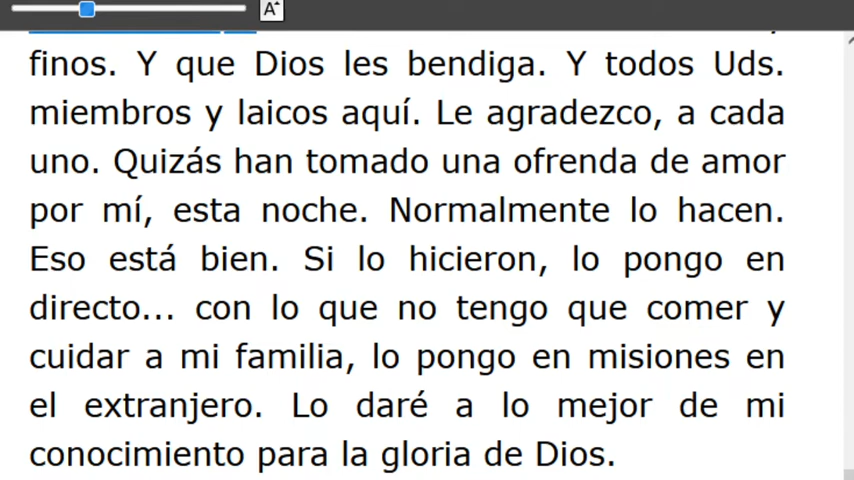 A
finos. Y que Dios les bendiga. Y todos Uds.
miembros y laicos aquí. Le agradezco, a cada
uno. Quizás han tomado una ofrenda de amor
por mí, esta noche. Normalmente lo hacen.
Eso está bien. Si lo hicieron, lo pongo en
directo... con lo que no tengo que comer y
cuidar a mi familia, lo pongo en misiones en
el extranjero. Lo daré a lo mejor de mi
conocimiento para la gloria de Dios.